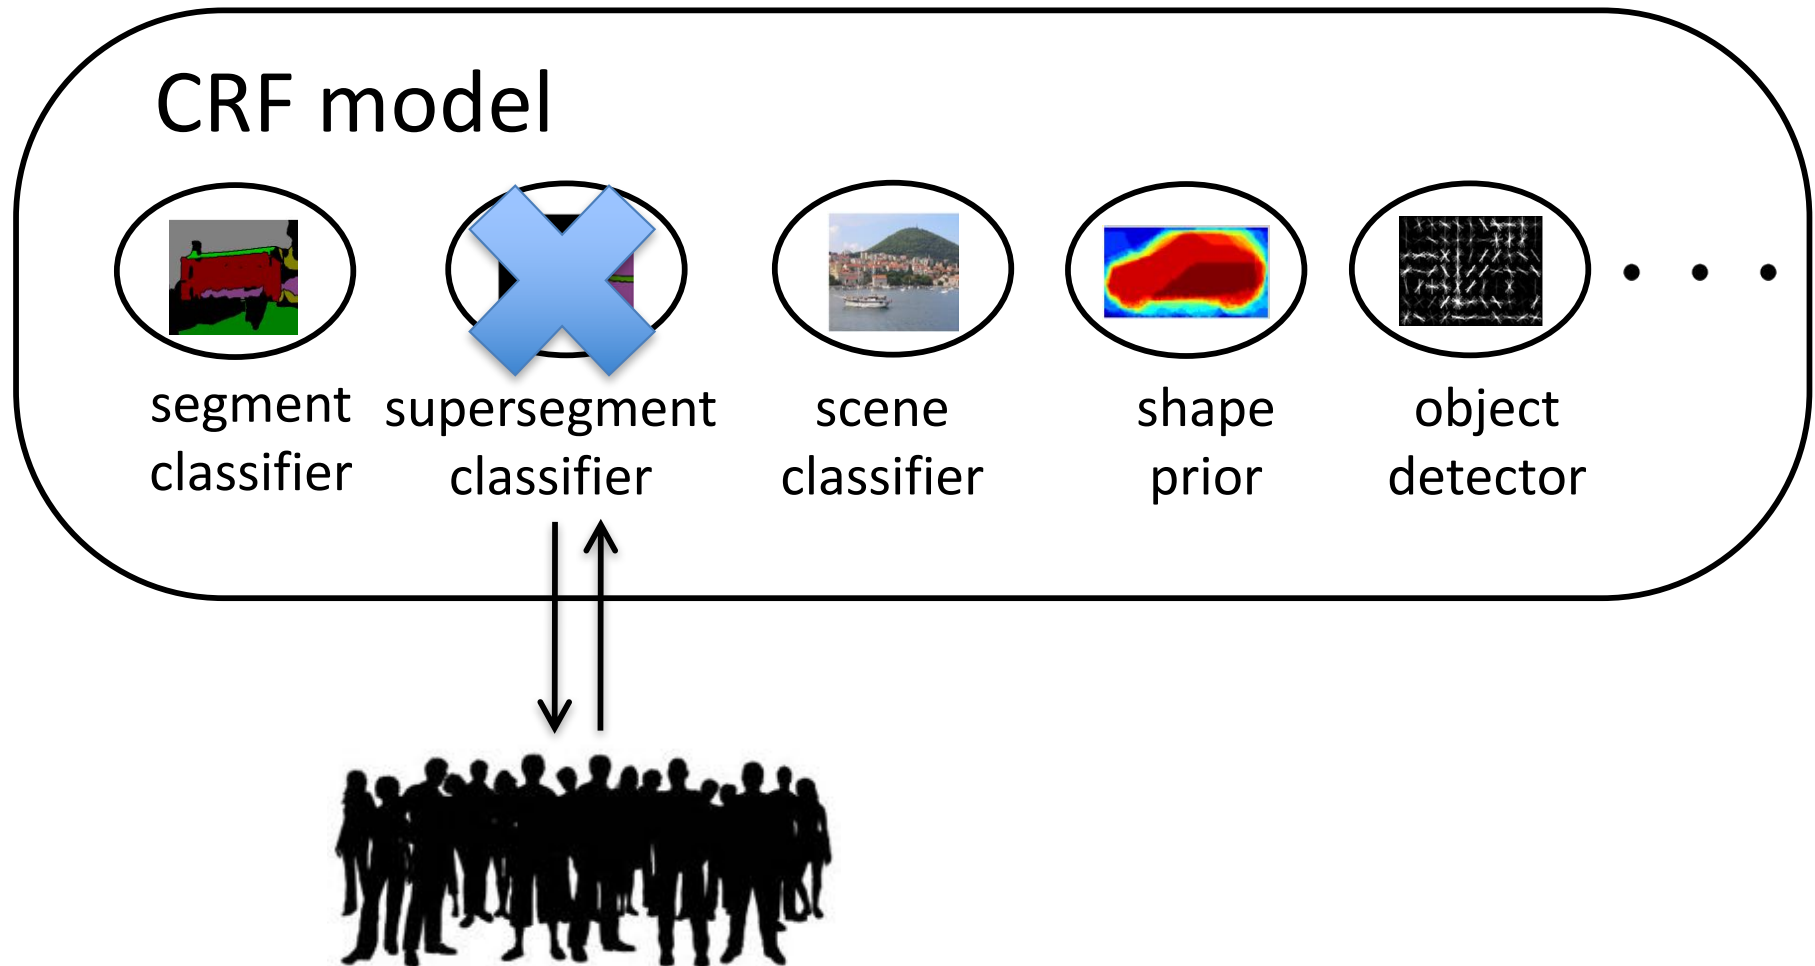 CRF model
segment
classifier
supersegment
classifier
scene
classifier
shape
prior
object
detector